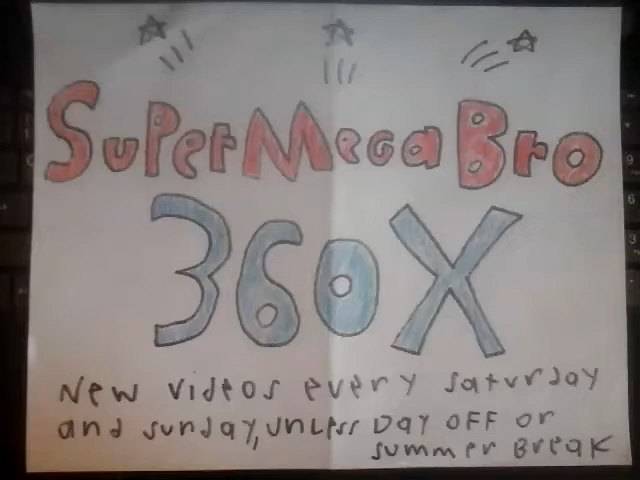 SuperMegaBro
360X
New videos every saturday
and sunday, unless Day OFF or
summer Break